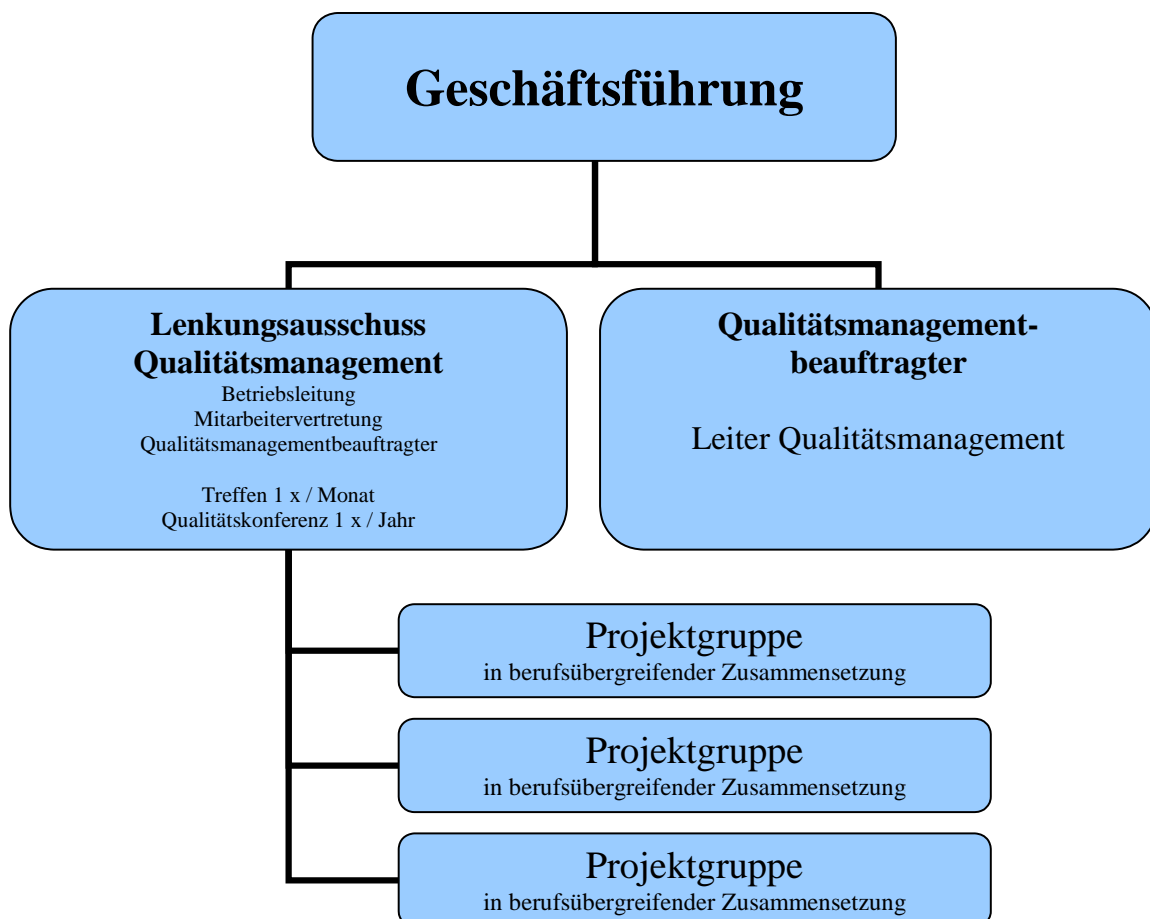 Geschäftsführung
Lenkungsausschuss
Qualitätsmanagement
Betriebsleitung
Mitarbeitervertretung
Qualitätsmanagementbeauftragter
Treffen 1 x / Monat
Qualitätskonferenz 1 x / Jahr
Qualitätsmanagement-
beauftragter
Leiter Qualitätsmanagement
Projektgruppe
in berufsübergreifender Zusammensetzung
Projektgruppe
in berufsübergreifender Zusammensetzung
Projektgruppe
in berufsübergreifender Zusammensetzung